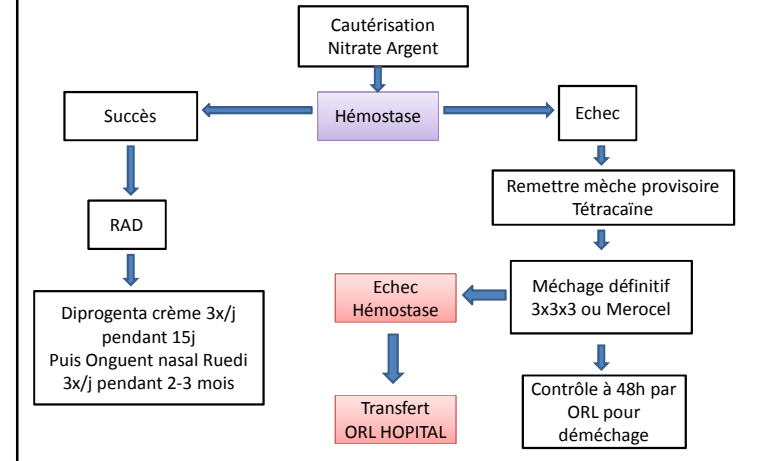 Cautérisation
Nitrate Argent
Succès
Hémostase
Echec
Remettre mèche provisoire
Tétracaïne
RAD
Echec
Hémostase
Méchage définitif
3x3x3 ou Merocel
Diprogenta crème 3x/j
pendant 15j
Puis Onguent nasal Ruedi
3x/j pendant 2-3 mois
Transfert
ORL HOPITAL
Contrôle à 48h par
ORL pour
déméchage